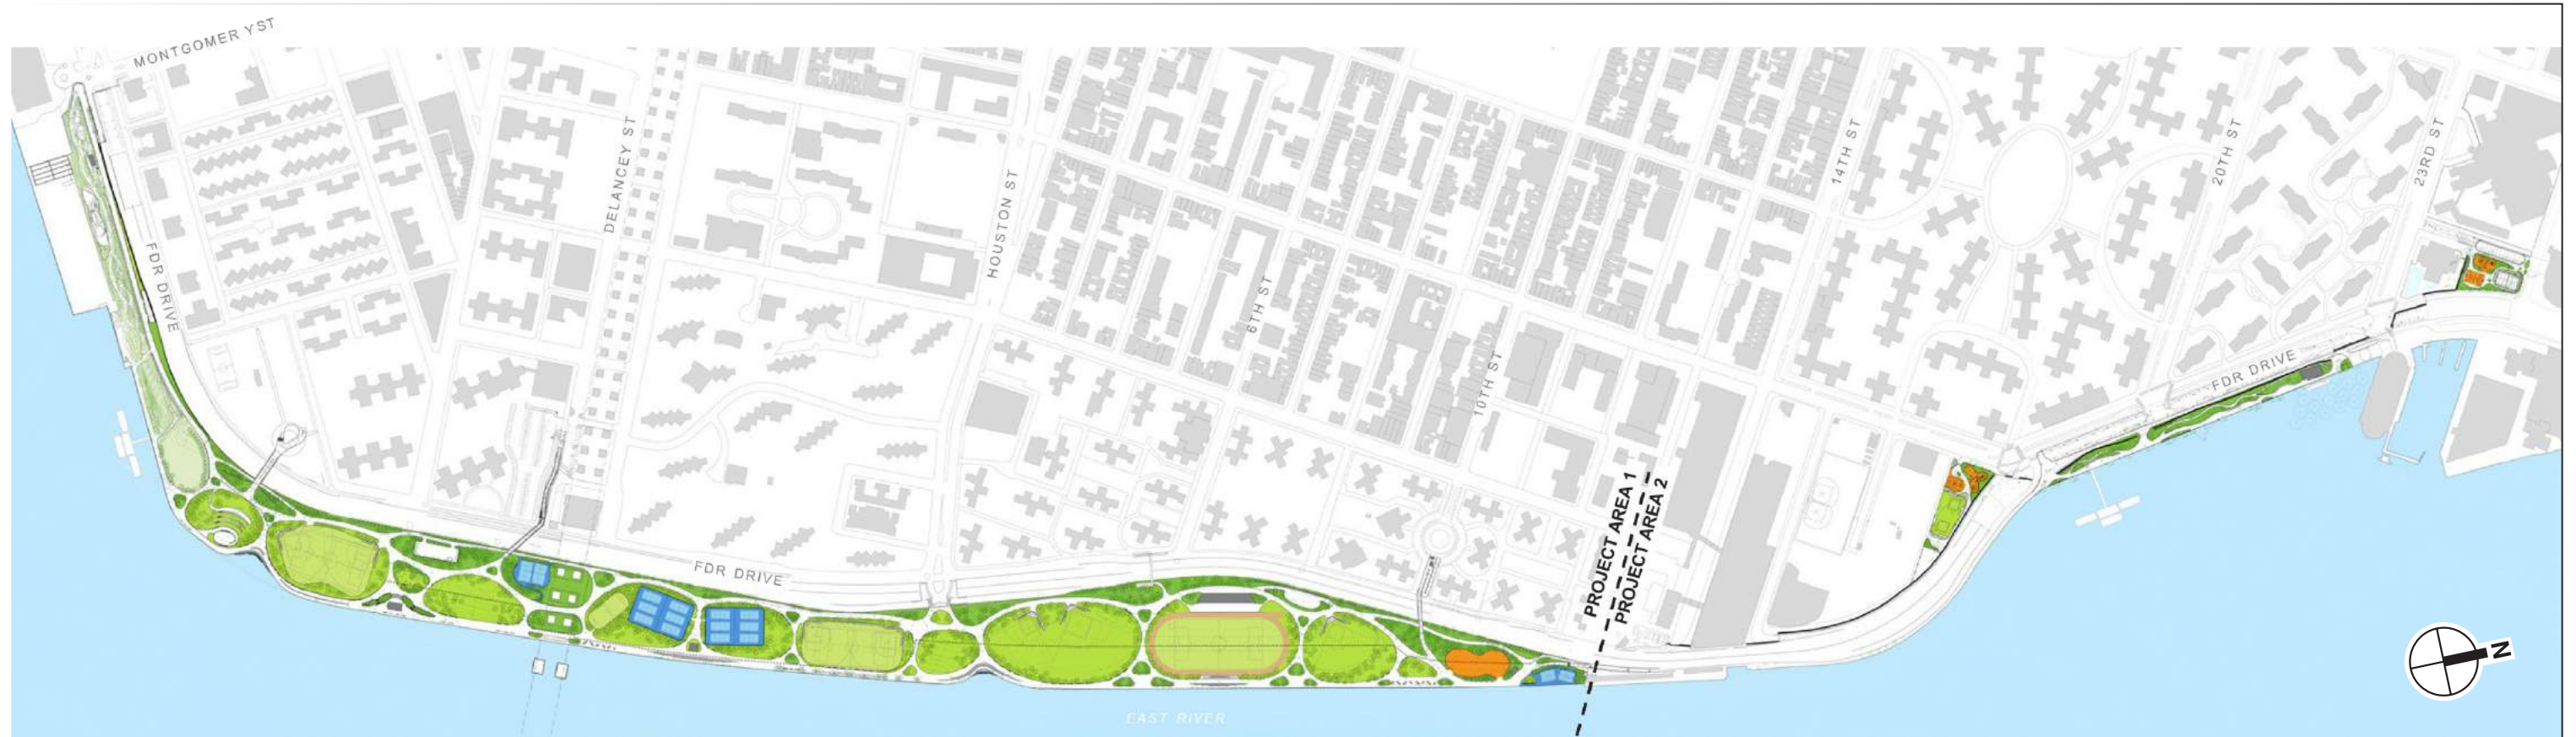 MONTGOMER Y ST
FDR DRIVE
DELANCEY ST
HOUSTON ST
6TH ST
10TH ST
14TH ST
20TH ST
23RD ST
FDR DRIVE
FDR DRIVE
PROJECT AREA 1
PROJECT AREA 2
EAST RIVER
N